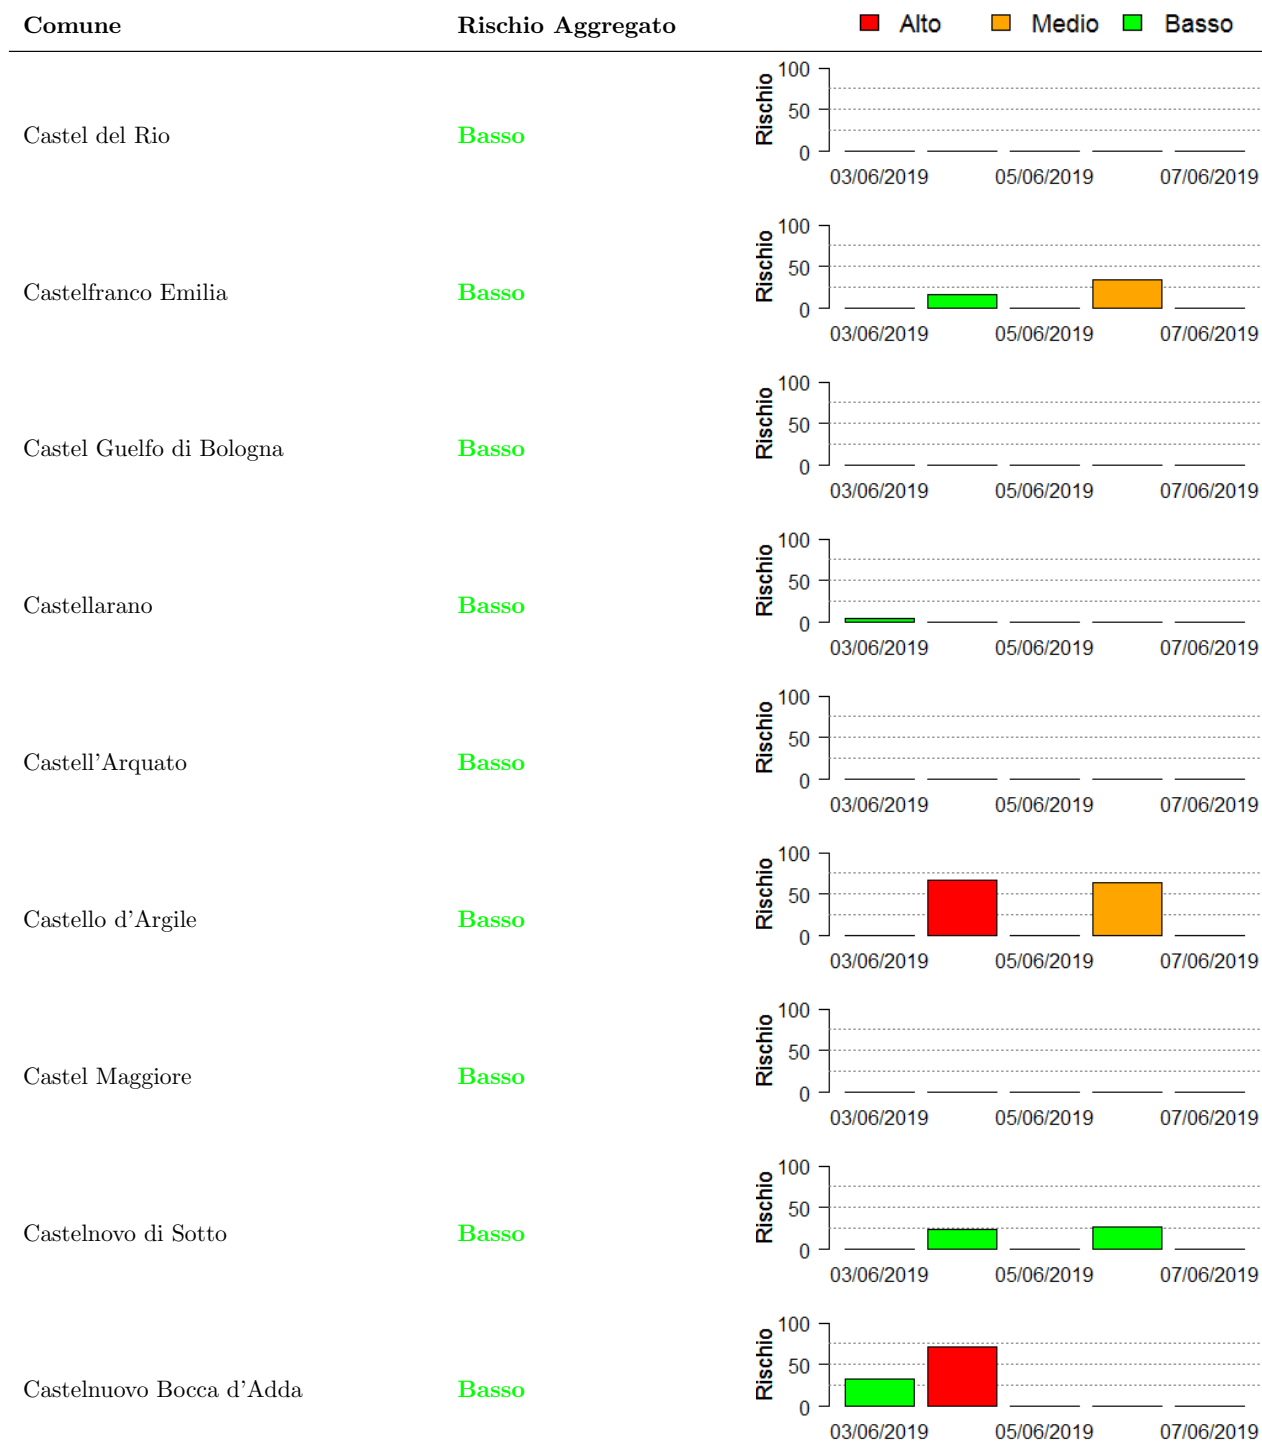 Comune Rischio Aggregato Alto Medio Basso
100
50
0
Rischio
Castel del Rio Basso
03/06/2019 05/06/2019 07/06/2019
100
50
0
Rischio
Castelfranco Emilia Basso
03/06/2019 05/06/2019 07/06/2019
100
50
0
Rischio
Castel Guelfo di Bologna Basso
03/06/2019 05/06/2019 07/06/2019
100
50
0
Rischio
Castellarano Basso
03/06/2019 05/06/2019 07/06/2019
100
50
0
Rischio
Castell'Arquato Basso
03/06/2019 05/06/2019 07/06/2019
100
50
0
Rischio
Castello d'Argile Basso
03/06/2019 05/06/2019 07/06/2019
100
50
0
Rischio
Castel Maggiore Basso
03/06/2019 05/06/2019 07/06/2019
100
50
0
Rischio
Castelnovo di Sotto Basso
03/06/2019 05/06/2019 07/06/2019
100
50
0
Rischio
Castelnuovo Bocca d'Adda Basso
03/06/2019 05/06/2019 07/06/2019